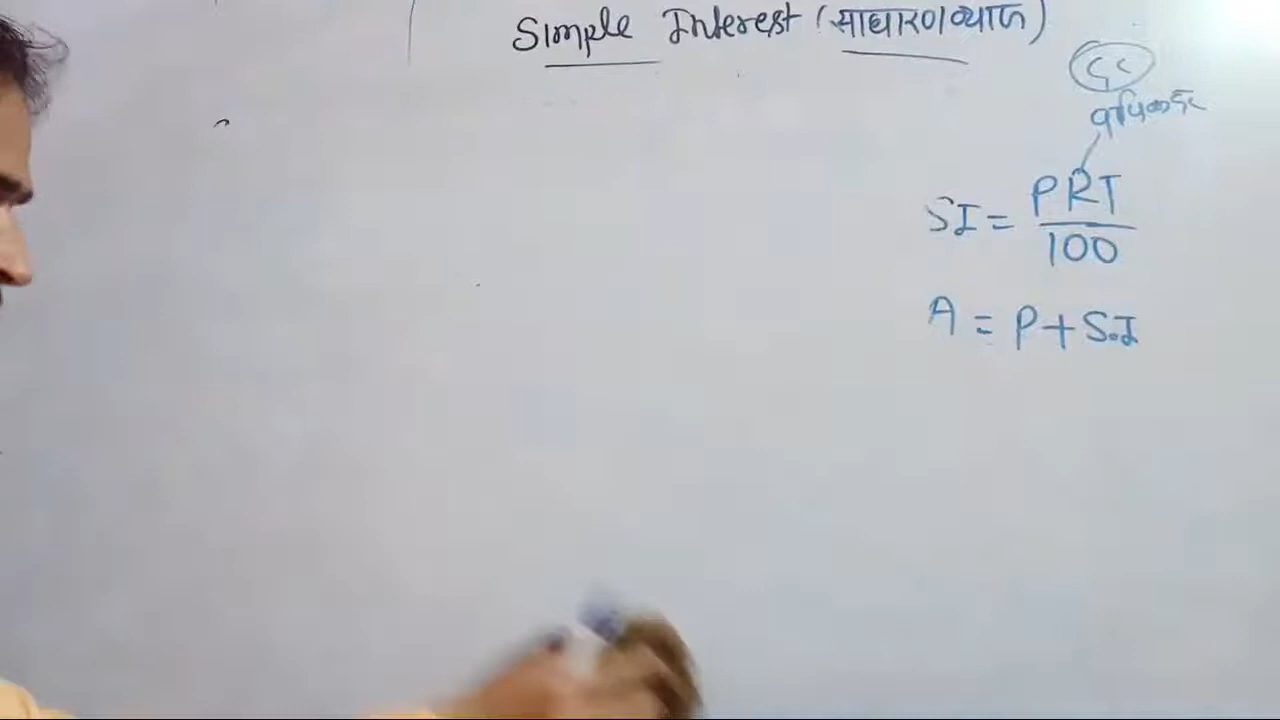 Simple Interest (साधारण ब्याज)
SI = PRT
100
A = P + S.I